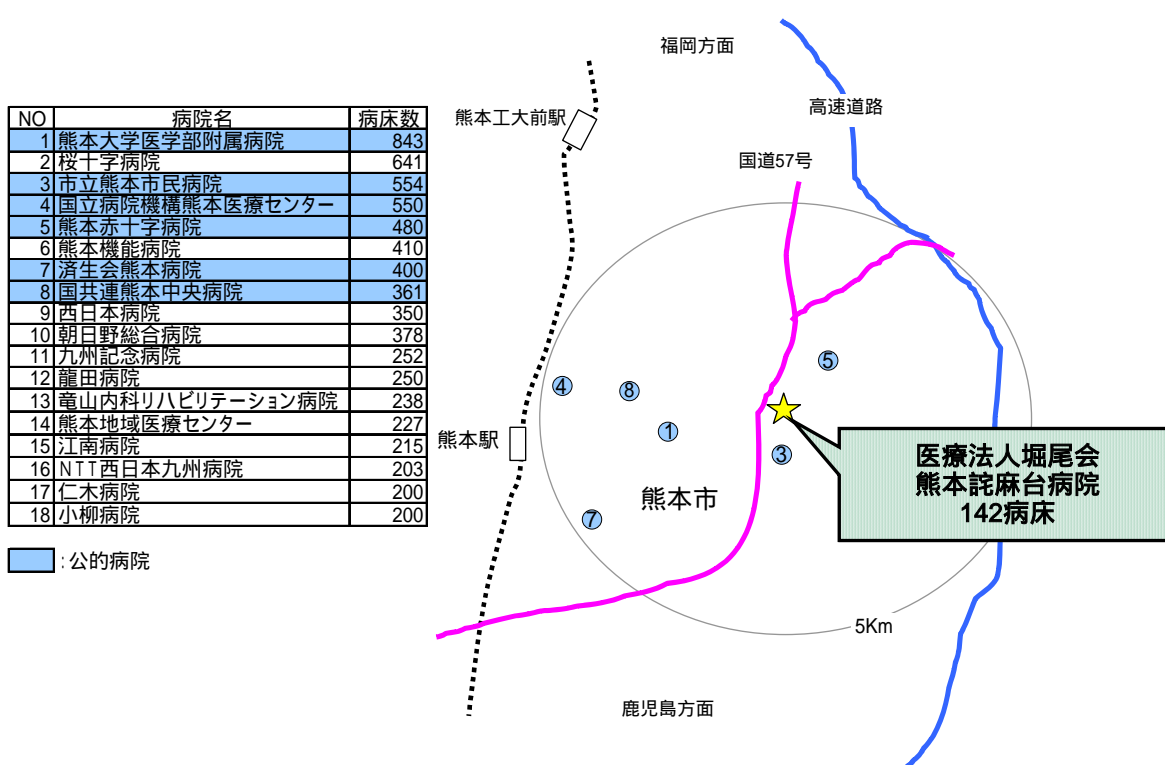 NO 病院名 病床数
1 熊本大学医学部附属病院 843
2 桜十字病院 641
3 市立熊本市民病院 554
4 国立病院機構熊本医療センター 550
5 熊本赤十字病院 480
6 熊本機能病院 410
7 済生会熊本病院 400
8 国共連熊本中央病院 361
9 西日本病院 350
10 朝日野総合病院 378
11 九州記念病院 252
12 龍田病院 250
13 竜山内科リハビリテーション病院 238
14 熊本地域医療センター 227
15 江南病院 215
16 NTT西日本九州病院 203
17 仁木病院 200
18 小柳病院 200
:公的病院
福岡方面
高速道路
熊本工大前駅
国道57号
5
4
8
1
熊本駅
3
医療法人堀尾会
熊本詫麻台病院
142病床
熊本市
7
5Km
鹿児島方面